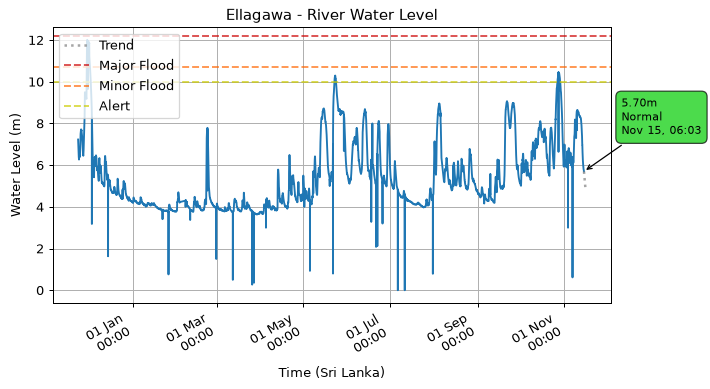 Ellagawa - River Water Level
Water Level (m)
12
10
8
6
4
2
0
Trend
Major Flood
Minor Flood
Alert
5.70m
Normal
Nov 15, 06:03
01 Jan
00:00
01 Mar
00:00
01 May
00:00
01 Jul
00:00
01 Sep
00:00
01 Nov
00:00
Time (Sri Lanka)